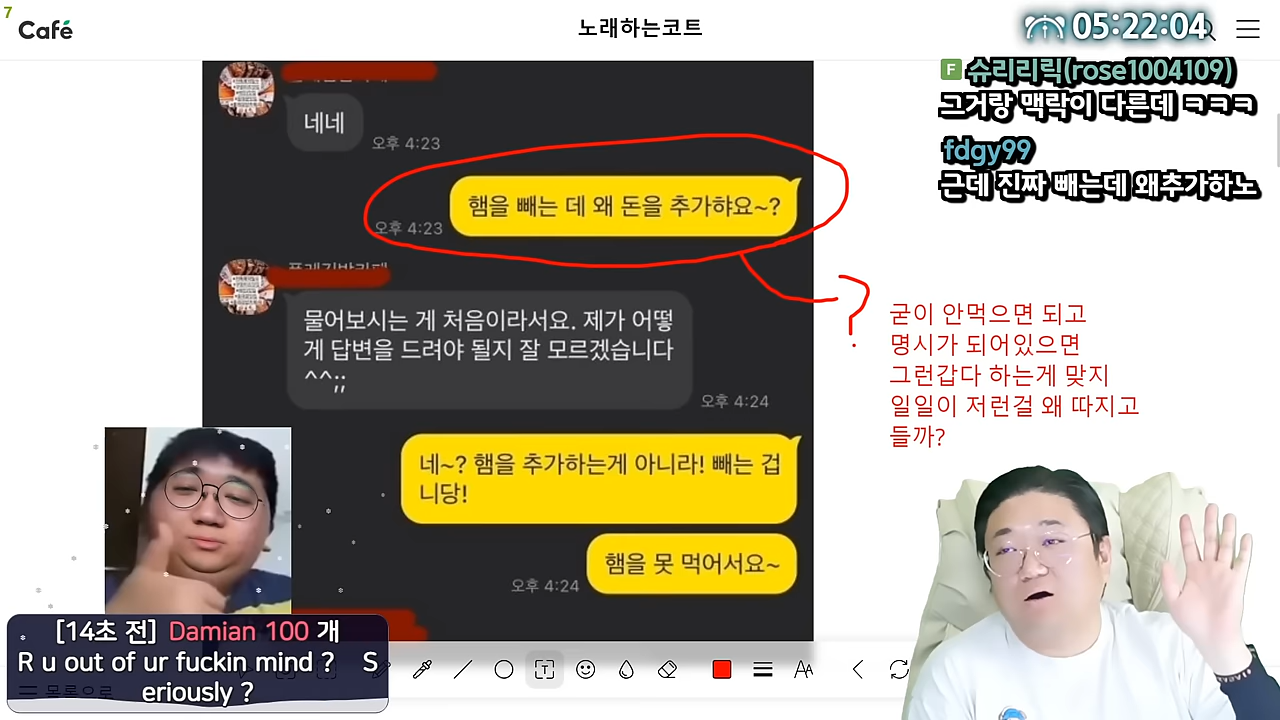 7
Café
노래하는코트
05:22:04
F 슈리리릭(rose1004109)
그거랑 맥락이 다른데 ㅋㅋㅋ
fdgy99
근데 진짜 빼는데 왜추가하노
네네
오후 4:23
햄을 빼는 데 왜 돈을 추가햐요~?
오후 4:23
물어보시는 게 처음이라서요. 제가 어떻
게 답변을 드려야 될지 잘 모르겠습니다
^^;;
오후 4:24
?
굳이 안먹으면 되고
명시가 되어있으면
그런갑다 하는게 맞지
일일이 저런걸 왜 따지고
들까?
네~? 햄을 추가하는게 아니라! 빼는 겁
니당!
햄을 못 먹어서요~
오후 4:24
[14초 전] Damian 100 개
R u out of ur fuckin mind ? S
eriously ?
목록으로
T
AA